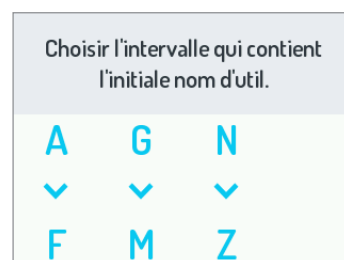 Choisir l'intervalle qui contient
l'initiale nom d'util.
A G N
F M Z